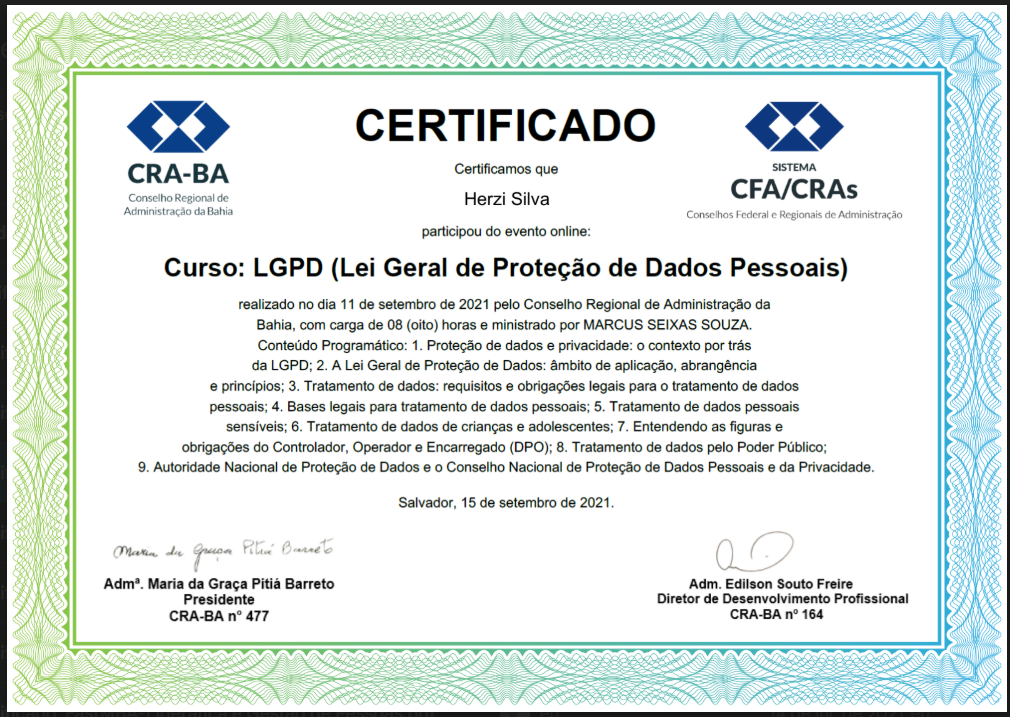 CERTIFICADO
CRA-BA
Conselho Regional de
Administração da Bahia
SISTEMA
CFA/CRAs
Conselhos Federal e Regionais de Administração
Certificamos que
Herzi Silva
participou do evento online:
Curso: LGPD (Lei Geral de Proteção de Dados Pessoais)
realizado no dia 11 de setembro de 2021 pelo Conselho Regional de Administração da
Bahia, com carga de 08 (oito) horas e ministrado por MARCUS SEIXAS SOUZA.
Conteúdo Programático: 1. Proteção de dados e privacidade: o contexto por trás
da LGPD; 2. A Lei Geral de Proteção de Dados: âmbito de aplicação, abrangência
e princípios; 3. Tratamento de dados: requisitos e obrigações legais para o tratamento de dados
pessoais; 4. Bases legais para tratamento de dados pessoais; 5. Tratamento de dados pessoais
sensíveis; 6. Tratamento de dados de crianças e adolescentes; 7. Entendendo as figuras e
obrigações do Controlador, Operador e Encarregado (DPO); 8. Tratamento de dados pelo Poder Público;
9. Autoridade Nacional de Proteção de Dados e o Conselho Nacional de Proteção de Dados Pessoais e da Privacidade.
Salvador, 15 de setembro de 2021.
Maria da Graça Pitiá Barreto
Admª. Maria da Graça Pitiá Barreto
Presidente
CRA-BA n° 477
Adm. Edilson Souto Freire
Diretor de Desenvolvimento Profissional
CRA-BA nº 164